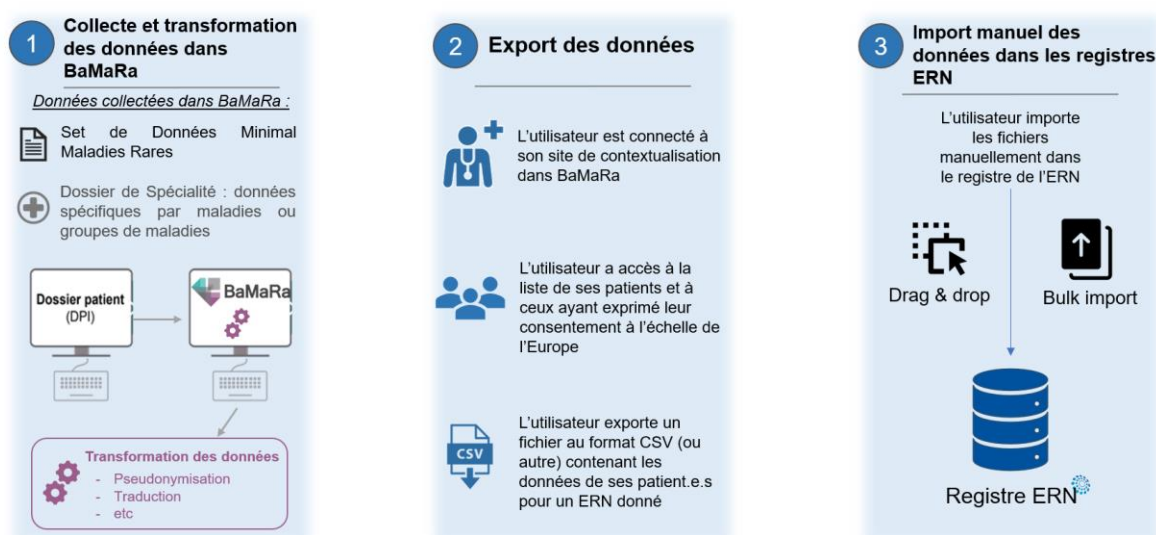 1
Collecte et transformation
des données dans
BaMaRa
Données collectées dans BaMaRa :
Set de Données Minimal
Maladies Rares
Dossier de Spécialité : données
spécifiques par maladies ou
groupes de maladies
Dossier patient
(DPI)
BaMaRa
Transformation des données
- Pseudonymisation
- Traduction
- etc
2
Export des données
L'utilisateur est connecté à
son site de contextualisation
dans BaMaRa
L'utilisateur a accès à la
liste de ses patients et à
ceux ayant exprimé leur
consentement à l'échelle de
l'Europe
CSV
L'utilisateur exporte un
fichier au format CSV (ou
autre) contenant les
données de ses patient.e.s
pour un ERN donné
3
Import manuel des
données dans les registres
ERN
L'utilisateur importe
les fichiers
manuellement dans
le registre de l'ERN
Drag & drop
Bulk import
Registre ERN